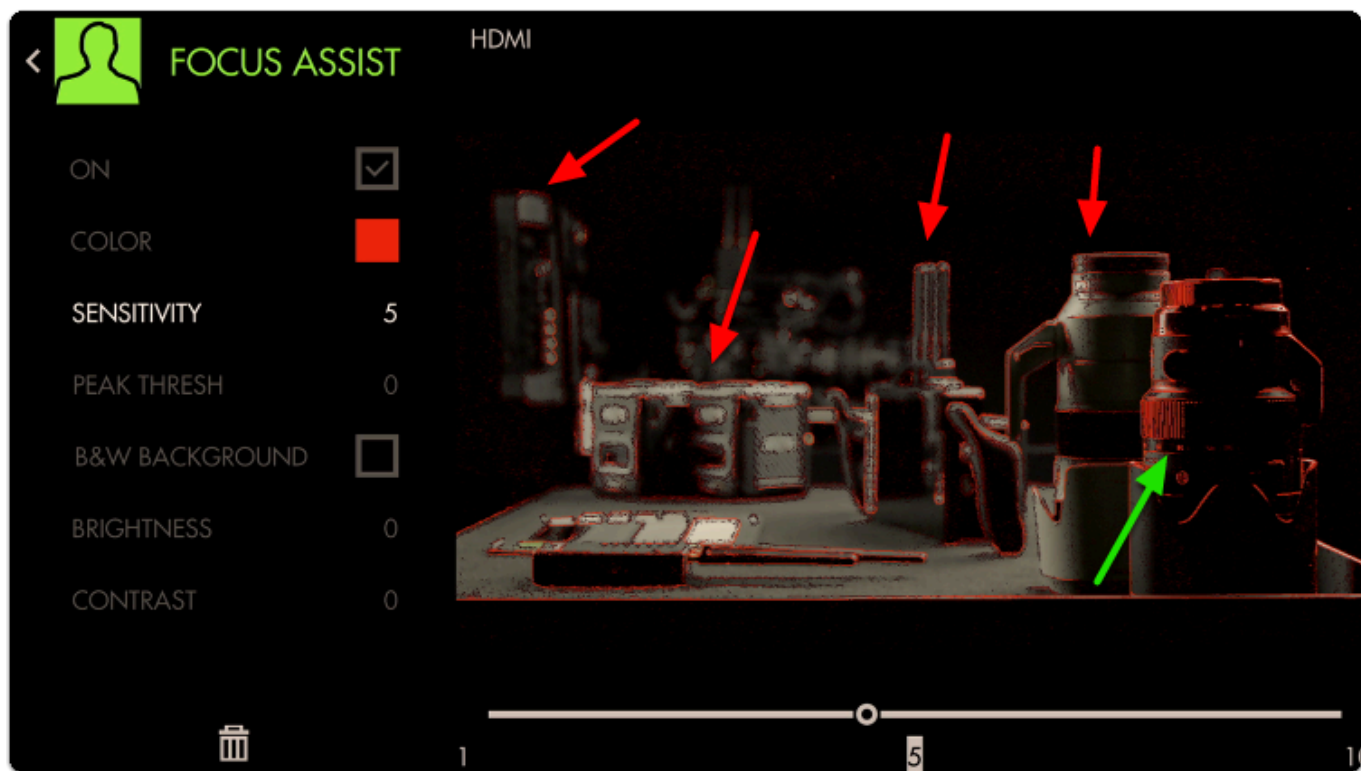 FOCUS ASSIST
HDMI
ON
COLOR
SENSITIVITY 5
PEAK THRESH 0
B&W BACKGROUND
BRIGHTNESS 0
CONTRAST 0
1 5